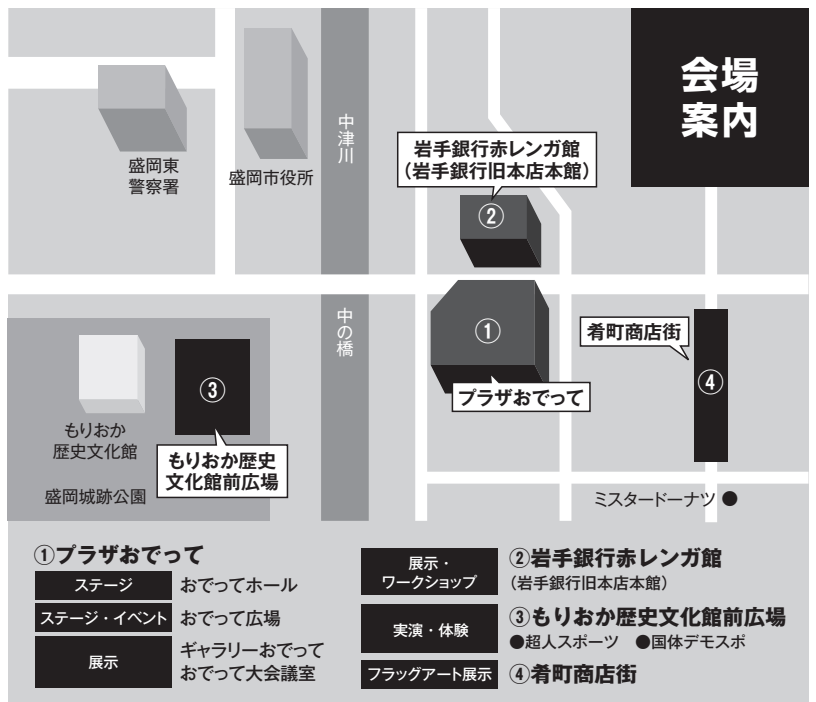 会場
案内
中津川
岩手銀行赤レンガ館
（岩手銀行旧本店本館）
盛岡東
警察署
盛岡市役所
②
中の橋
①
肴町商店街
③
④
プラザおでって
もりおか
歴史文化館
もりおか歴史
文化館前広場
盛岡城跡公園
ミスタードーナツ ●
①プラザおでって
ステージ おでってホール
ステージ・イベント おでって広場
展示 ギャラリーおでって
おでって大会議室
展示・
ワークショップ
②岩手銀行赤レンガ館
（岩手銀行旧本店本館）
実演・体験 ③もりおか歴史文化館前広場
●超人スポーツ ●国体デモスポ
フラッグアート展示 ④肴町商店街